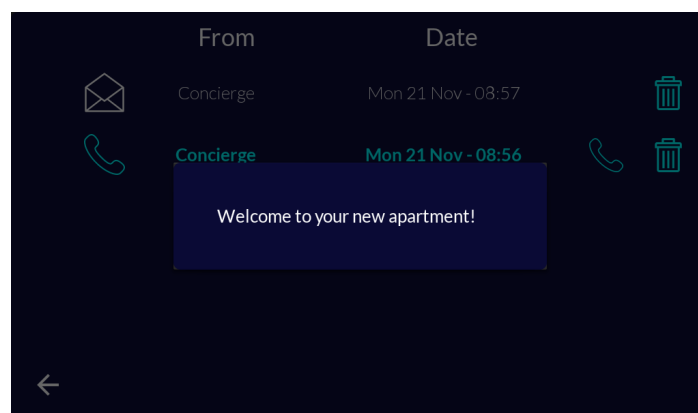 From Date
Concierge Mon 21 Nov - 08:57
Concierge Mon 21 Nov - 08:56
Welcome to your new apartment!